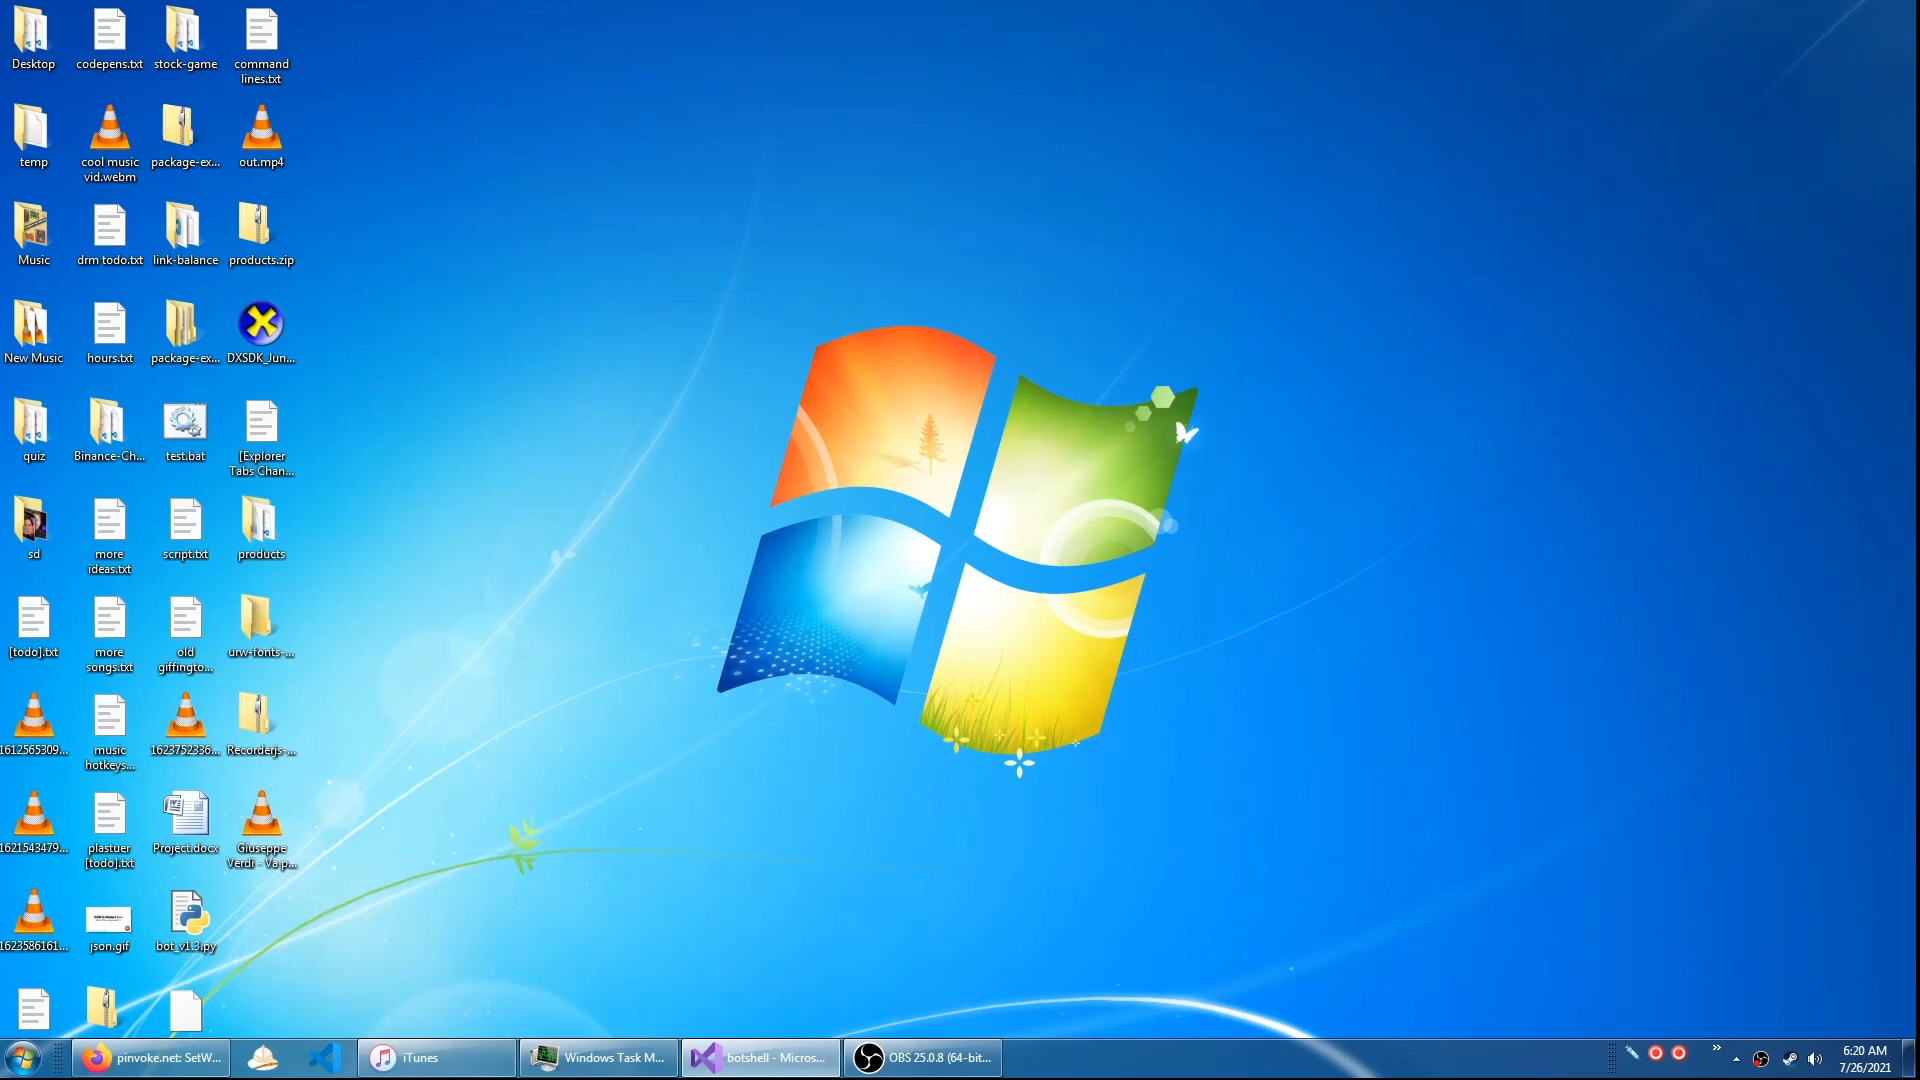 Desktop
codepens.txt
stock-game
command
lines.txt
temp
cool music
vid.webm
package-ex...
out.mp4
Music
drm todo.txt
link-balance
products.zip
New Music
hours.txt
package-ex...
DXSDK_Jun...
quiz
Binance-Ch...
test.bat
[Explorer
Tabs Chan...
sd
more
ideas.txt
script.txt
products
[todo].txt
more
songs.txt
old
giffingto...
urw-fonts-...
1612565309...
music
hotkeys...
1623752336...
Recorderjs-...
1621543479...
plastuer
[todo].txt
Project.docx
Giuseppe
Verdi - Va p...
1623586161...
json.gif
bot_v1.3.py
pinvoke.net: SetW...
iTunes
Windows Task M...
botshell - Micros...
OBS 25.0.8 (64-bit...
6:20 AM
7/26/2021